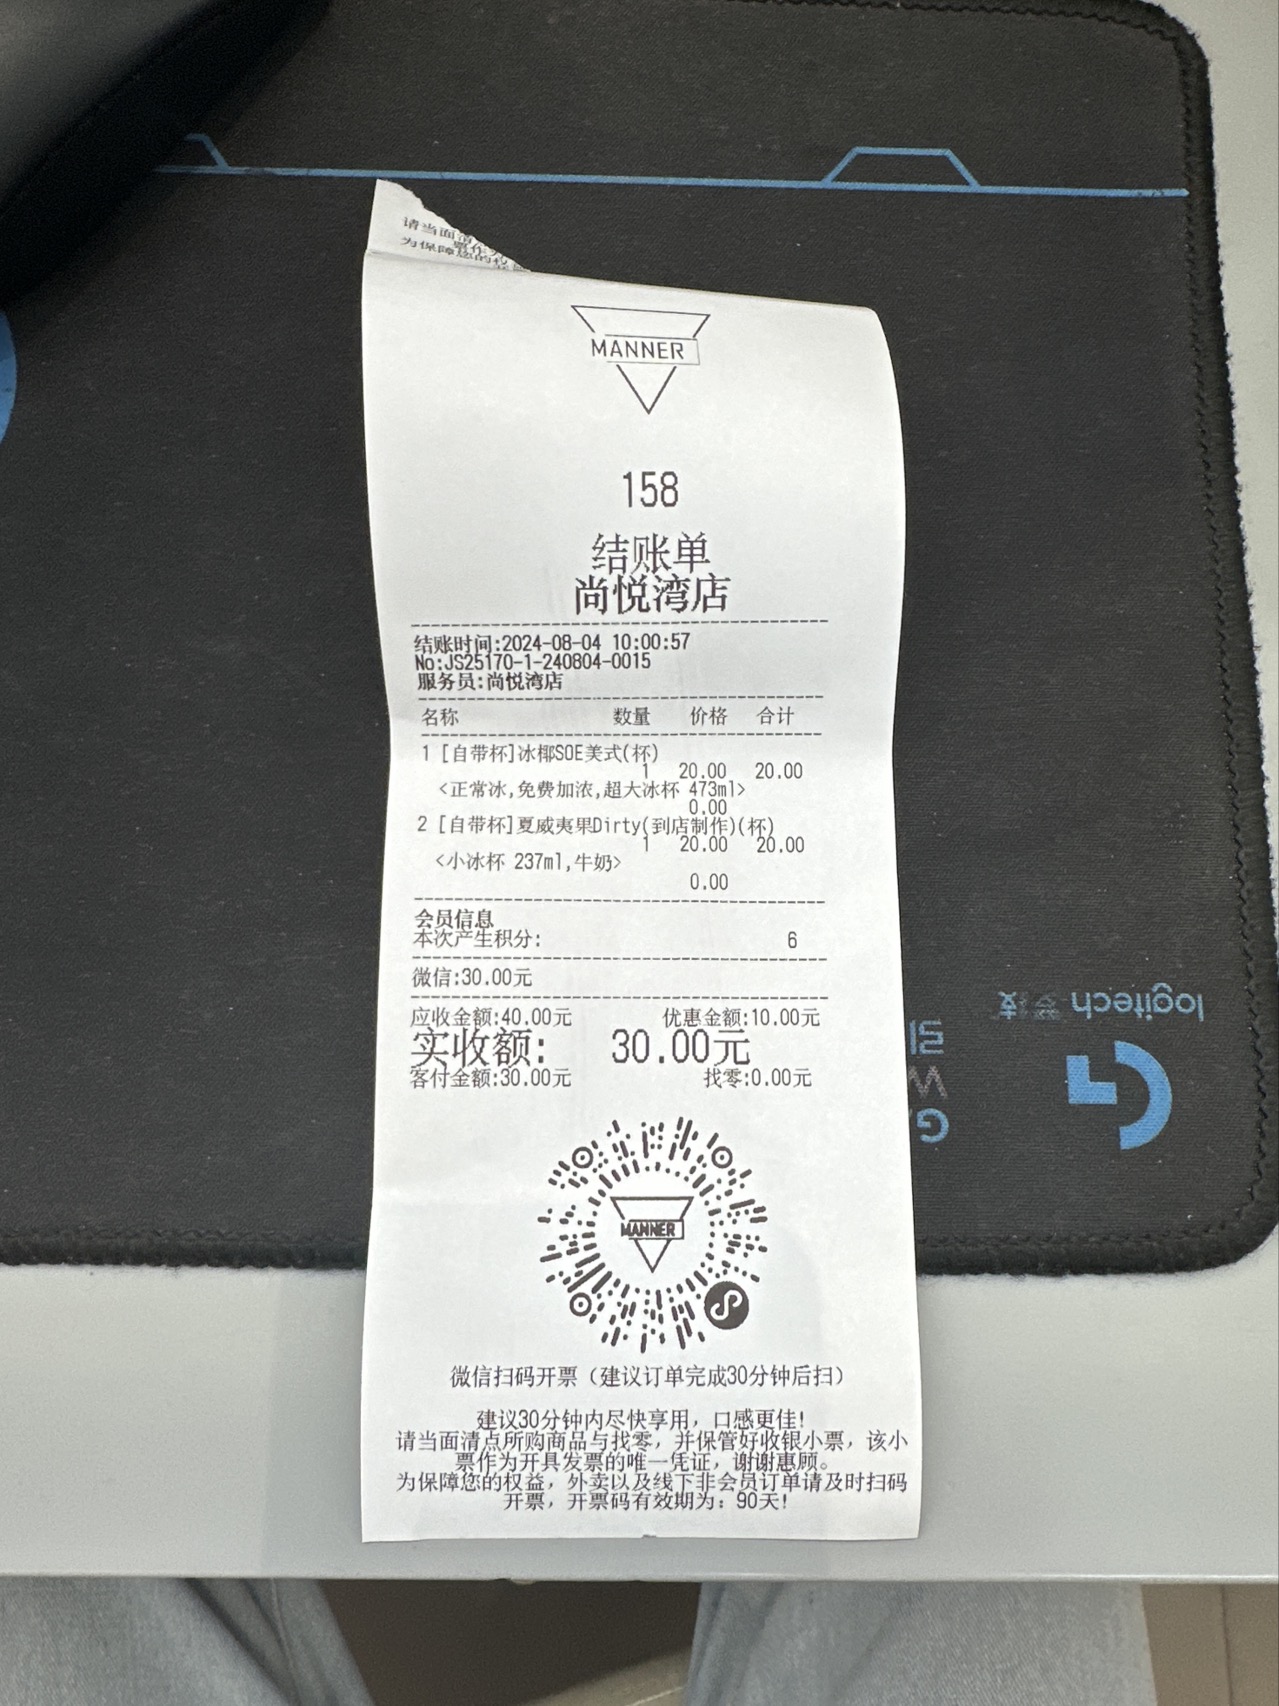 请当面清
票作为
为保障您的权
MANNER
158
结账单
尚悦湾店
结账时间:2024-08-04 10:00:57
No:JS25170-1-240804-0015
服务员:尚悦湾店
名称 数量 价格 合计
1 [自带杯]冰椰SOE美式(杯)
1 20.00 20.00
<正常冰,免费加浓,超大冰杯 473ml>
0.00
2 [自带杯]夏威夷果Dirty(到店制作)(杯)
1 20.00 20.00
<小冰杯 237ml,牛奶>
0.00
会员信息
本次产生积分: 6
微信:30.00元
应收金额:40.00元 优惠金额:10.00元
实收额: 30.00元
客付金额:30.00元 找零:0.00元
MANNER
微信扫码开票（建议订单完成30分钟后扫）
建议30分钟内尽快享用，口感更佳!
请当面清点所购商品与找零，并保管好收银小票，该小
票作为开具发票的唯一凭证，谢谢惠顾。
为保障您的权益，外卖以及线下非会员订单请及时扫码
开票，开票码有效期为：90天!
logitech
G